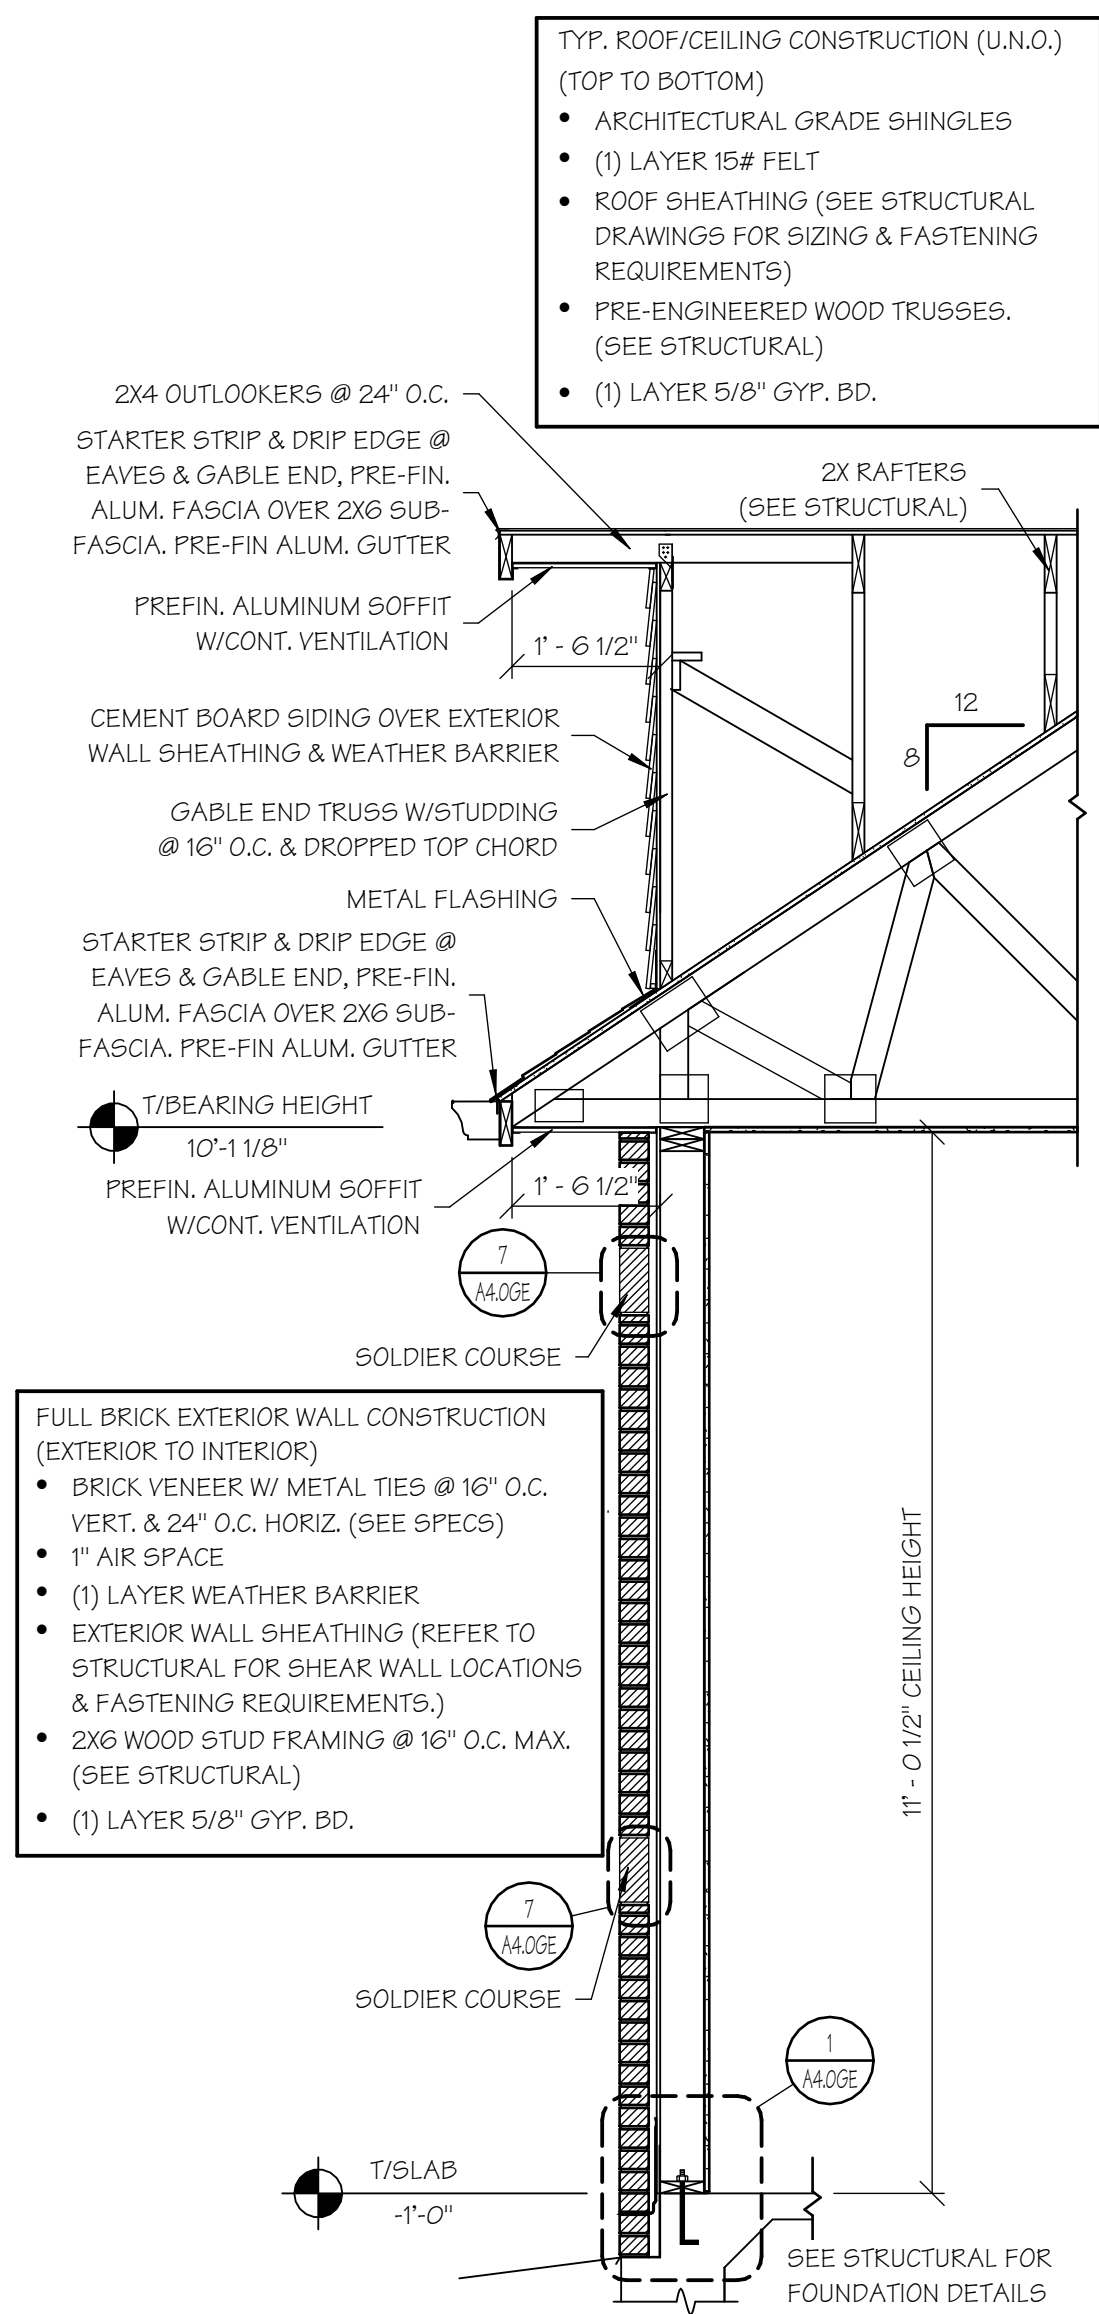 TYP. ROOF/CEILING CONSTRUCTION (U.N.O.)
(TOP TO BOTTOM)
• ARCHITECTURAL GRADE SHINGLES
• (1) LAYER 15# FELT
• ROOF SHEATHING (SEE STRUCTURAL
DRAWINGS FOR SIZING & FASTENING
REQUIREMENTS)
• PRE-ENGINEERED WOOD TRUSSES.
(SEE STRUCTURAL)
• (1) LAYER 5/8" GYP. BD.
2X4 OUTLOOKERS @ 24" O.C.
STARTER STRIP & DRIP EDGE @
EAVES & GABLE END, PRE-FIN.
ALUM. FASCIA OVER 2X6 SUB-
FASCIA. PRE-FIN ALUM. GUTTER
2X RAFTERS
(SEE STRUCTURAL)
PREFIN. ALUMINUM SOFFIT
W/CONT. VENTILATION
1' - 6 1/2"
CEMENT BOARD SIDING OVER EXTERIOR
WALL SHEATHING & WEATHER BARRIER
12
8
GABLE END TRUSS W/STUDDING
@ 16" O.C. & DROPPED TOP CHORD
METAL FLASHING
STARTER STRIP & DRIP EDGE @
EAVES & GABLE END, PRE-FIN.
ALUM. FASCIA OVER 2X6 SUB-
FASCIA. PRE-FIN ALUM. GUTTER
T/BEARING HEIGHT
10'-1 1/8"
PREFIN. ALUMINUM SOFFIT
W/CONT. VENTILATION
1' - 6 1/2"
7
A4.0GE
SOLDIER COURSE
FULL BRICK EXTERIOR WALL CONSTRUCTION
(EXTERIOR TO INTERIOR)
• BRICK VENEER W/ METAL TIES @ 16" O.C.
VERT. & 24" O.C. HORIZ. (SEE SPECS)
• 1" AIR SPACE
• (1) LAYER WEATHER BARRIER
• EXTERIOR WALL SHEATHING (REFER TO
STRUCTURAL FOR SHEAR WALL LOCATIONS
& FASTENING REQUIREMENTS.)
• 2X6 WOOD STUD FRAMING @ 16" O.C. MAX.
(SEE STRUCTURAL)
• (1) LAYER 5/8" GYP. BD.
11' - 0 1/2" CEILING HEIGHT
7
A4.0GE
SOLDIER COURSE
1
A4.0GE
T/SLAB
-1'-0"
SEE STRUCTURAL FOR
FOUNDATION DETAILS